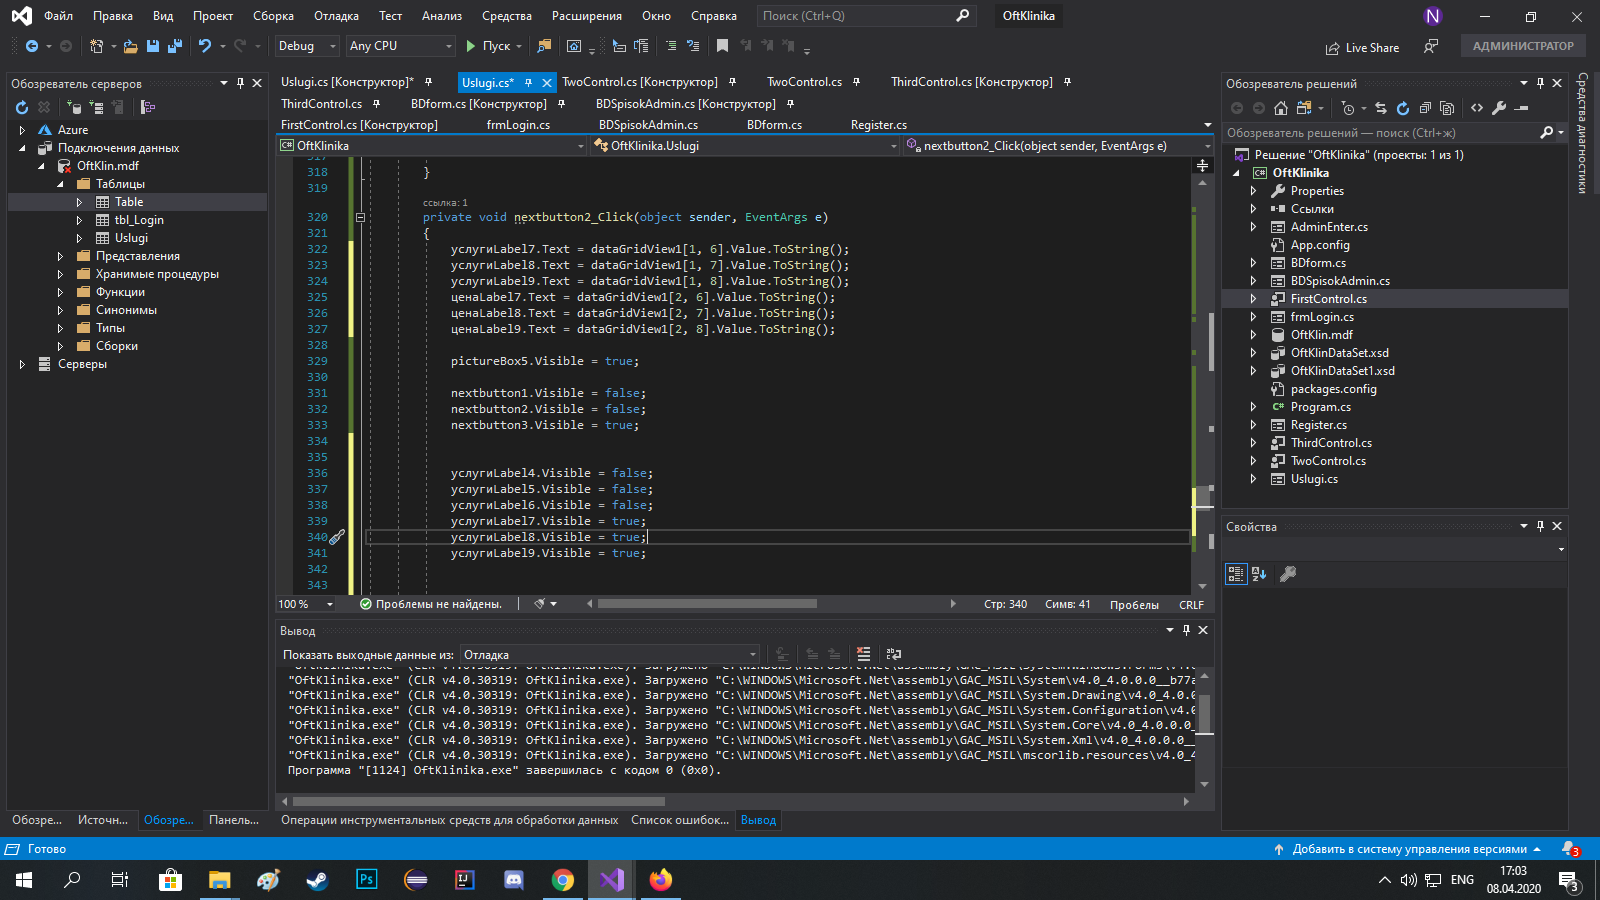 Файл Правка Вид Проект Сборка Отладка Тест Анализ Средства Расширения Окно Справка Поиск (Ctrl+Q) OftKlinika N
Debug Any CPU Пуск Live Share АДМИНИСТРАТОР
Обозреватель серверов
Azure
Подключения данных
OftKlin.mdf
Таблицы
Table
tbl_Login
Uslugi
Представления
Хранимые процедуры
Функции
Синонимы
Типы
Сборки
Серверы
Обозре... Источн... Обозре... Панель...
Uslugi.cs [Конструктор]* Uslugi.cs* TwoControl.cs [Конструктор] TwoControl.cs ThirdControl.cs [Конструктор]
ThirdControl.cs BDform.cs [Конструктор] BDSpisokAdmin.cs [Конструктор]
FirstControl.cs [Конструктор] frmLogin.cs BDSpisokAdmin.cs BDform.cs Register.cs
OftKlinika OftKlinika.Uslugi nextbutton2_Click(object sender, EventArgs e)
317
318 }
319
ссылка: 1
320 private void nextbutton2_Click(object sender, EventArgs e)
321 {
322 услугиLabel7.Text = dataGridView1[1, 6].Value.ToString();
323 услугиLabel8.Text = dataGridView1[1, 7].Value.ToString();
324 услугиLabel9.Text = dataGridView1[1, 8].Value.ToString();
325 ценаLabel7.Text = dataGridView1[2, 6].Value.ToString();
326 ценаLabel8.Text = dataGridView1[2, 7].Value.ToString();
327 ценаLabel9.Text = dataGridView1[2, 8].Value.ToString();
328
329 pictureBox5.Visible = true;
330
331 nextbutton1.Visible = false;
332 nextbutton2.Visible = false;
333 nextbutton3.Visible = true;
334
335
336 услугиLabel4.Visible = false;
337 услугиLabel5.Visible = false;
338 услугиLabel6.Visible = false;
339 услугиLabel7.Visible = true;
340 услугиLabel8.Visible = true;
341 услугиLabel9.Visible = true;
342
343
100 % Проблемы не найдены. Стр: 340 Симв: 41 Пробелы CRLF
Вывод
Показать выходные данные из: Отладка
"OftKlinika.exe" (CLR v4.0.30319: OftKlinika.exe). Загружено "C:\WINDOWS\Microsoft.Net\assembly\GAC_MSIL\System\v4.0_4.0.0.0__b77a
"OftKlinika.exe" (CLR v4.0.30319: OftKlinika.exe). Загружено "C:\WINDOWS\Microsoft.Net\assembly\GAC_MSIL\System.Drawing\v4.0_4.0.0
"OftKlinika.exe" (CLR v4.0.30319: OftKlinika.exe). Загружено "C:\WINDOWS\Microsoft.Net\assembly\GAC_MSIL\System.Configuration\v4.0
"OftKlinika.exe" (CLR v4.0.30319: OftKlinika.exe). Загружено "C:\WINDOWS\Microsoft.Net\assembly\GAC_MSIL\System.Core\v4.0_4.0.0.0_
"OftKlinika.exe" (CLR v4.0.30319: OftKlinika.exe). Загружено "C:\WINDOWS\Microsoft.Net\assembly\GAC_MSIL\System.Xml\v4.0_4.0.0.0__
"OftKlinika.exe" (CLR v4.0.30319: OftKlinika.exe). Загружено "C:\WINDOWS\Microsoft.Net\assembly\GAC_MSIL\mscorlib.resources\v4.0_4
Программа "[1124] OftKlinika.exe" завершилась с кодом 0 (0x0).
Операции инструментальных средств для обработки данных Список ошибок... Вывод
Обозреватель решений
Обозреватель решений — поиск (Ctrl+ж)
Решение "OftKlinika" (проекты: 1 из 1)
OftKlinika
Properties
Ссылки
AdminEnter.cs
App.config
BDform.cs
BDSpisokAdmin.cs
FirstControl.cs
frmLogin.cs
OftKlin.mdf
OftKlinDataSet.xsd
OftKlinDataSet1.xsd
packages.config
Program.cs
Register.cs
ThirdControl.cs
TwoControl.cs
Uslugi.cs
Свойства
Средства диагностики
Готово Добавить в систему управления версиями 3
Ps IJ ENG 17:03
08.04.2020 3